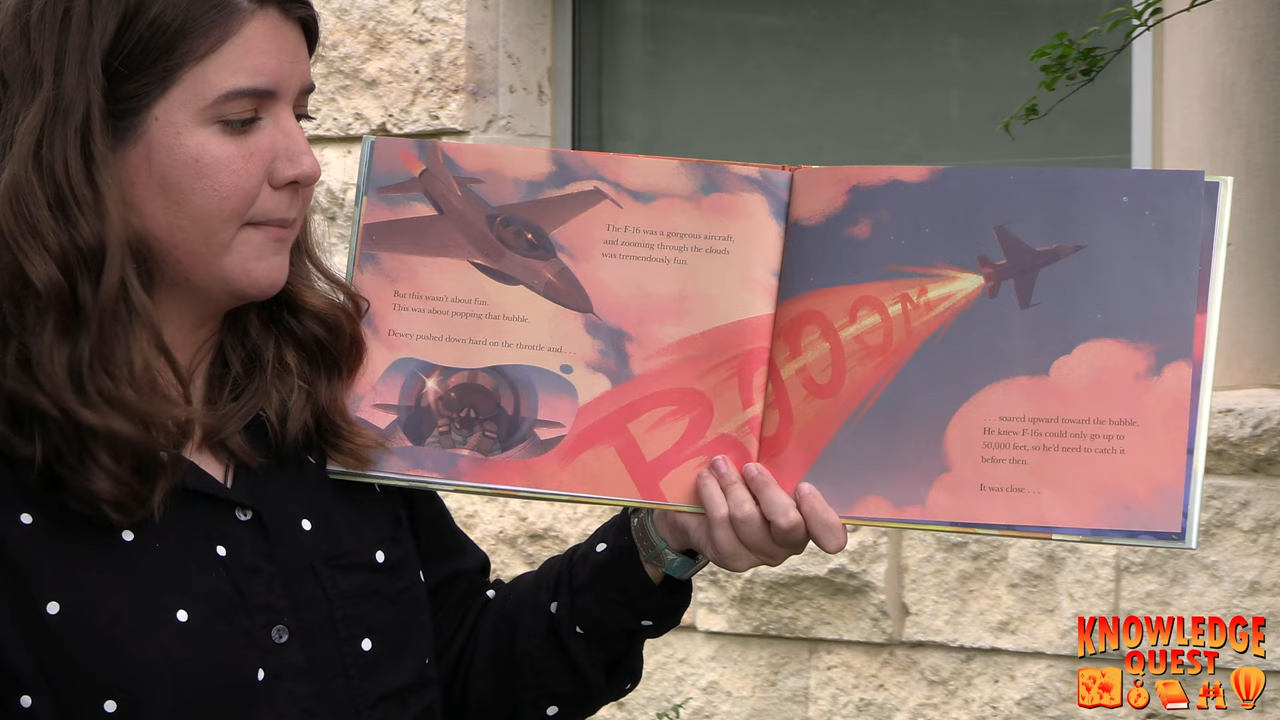 The F-16 was a gorgeous aircraft,
and zooming through the clouds
was tremendously fun.
But this wasn't about fun.
This was about popping that bubble.
Dewey pushed down hard on the throttle and . . .
BOOOM
. . . soared upward toward the bubble.
He knew F-16s could only go up to
50,000 feet, so he'd need to catch it
before then.
It was close . . .
KNOWLEDGE
QUEST